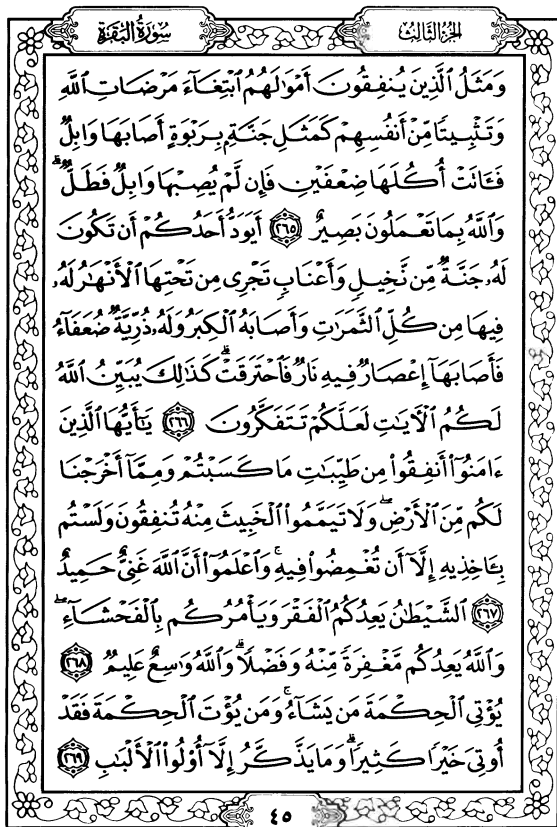 الجزء الثالث
سورة البقرة
وَمَثَلُ ٱلَّذِينَ يُنفِقُونَ أَمۡوَٰلَهُمُ ٱبۡتِغَآءَ مَرۡضَاتِ ٱللَّهِ
وَتَثۡبِيتٗا مِّنۡ أَنفُسِهِمۡ كَمَثَلِ جَنَّةِۭ بِرَبۡوَةٍ أَصَابَهَا وَابِلٞ
فَـَٔاتَتۡ أُكُلَهَا ضِعۡفَيۡنِ فَإِن لَّمۡ يُصِبۡهَا وَابِلٞ فَطَلّٞۗ
وَٱللَّهُ بِمَا تَعۡمَلُونَ بَصِيرٌ ٢٦٥ أَيَوَدُّ أَحَدُكُمۡ أَن تَكُونَ
لَهُۥ جَنَّةٞ مِّن نَّخِيلٖ وَأَعۡنَابٖ تَجۡرِي مِن تَحۡتِهَا ٱلۡأَنۡهَٰرُ لَهُۥ
فِيهَا مِن كُلِّ ٱلثَّمَرَٰتِ وَأَصَابَهُ ٱلۡكِبَرُ وَلَهُۥ ذُرِّيَّةٞ ضُعَفَآءُ
فَأَصَابَهَآ إِعۡصَارٞ فِيهِ نَارٞ فَٱحۡتَرَقَتۡۗ كَذَٰلِكَ يُبَيِّنُ ٱللَّهُ
لَكُمُ ٱلۡأٓيَٰتِ لَعَلَّكُمۡ تَتَفَكَّرُونَ ٢٦٦ يَـٰٓأَيُّهَا ٱلَّذِينَ
ءَامَنُوٓاْ أَنفِقُواْ مِن طَيِّبَٰتِ مَا كَسَبۡتُمۡ وَمِمَّآ أَخۡرَجۡنَا
لَكُم مِّنَ ٱلۡأَرۡضِۖ وَلَا تَيَمَّمُواْ ٱلۡخَبِيثَ مِنۡهُ تُنفِقُونَ وَلَسۡتُم
بِـَٔاخِذِيهِ إِلَّآ أَن تُغۡمِضُواْ فِيهِۚ وَٱعۡلَمُوٓاْ أَنَّ ٱللَّهَ غَنِيٌّ حَمِيدٌ
٢٦٧ ٱلشَّيۡطَٰنُ يَعِدُكُمُ ٱلۡفَقۡرَ وَيَأۡمُرُكُم بِٱلۡفَحۡشَآءِۖ
وَٱللَّهُ يَعِدُكُم مَّغۡفِرَةٗ مِّنۡهُ وَفَضۡلٗاۗ وَٱللَّهُ وَٰسِعٌ عَلِيمٞ ٢٦٨
يُؤۡتِي ٱلۡحِكۡمَةَ مَن يَشَآءُۚ وَمَن يُؤۡتَ ٱلۡحِكۡمَةَ فَقَدۡ
أُوتِيَ خَيۡرٗا كَثِيرٗاۗ وَمَا يَذَّكَّرُ إِلَّآ أُوْلُواْ ٱلۡأَلۡبَٰبِ ٢٦٩
٤٥